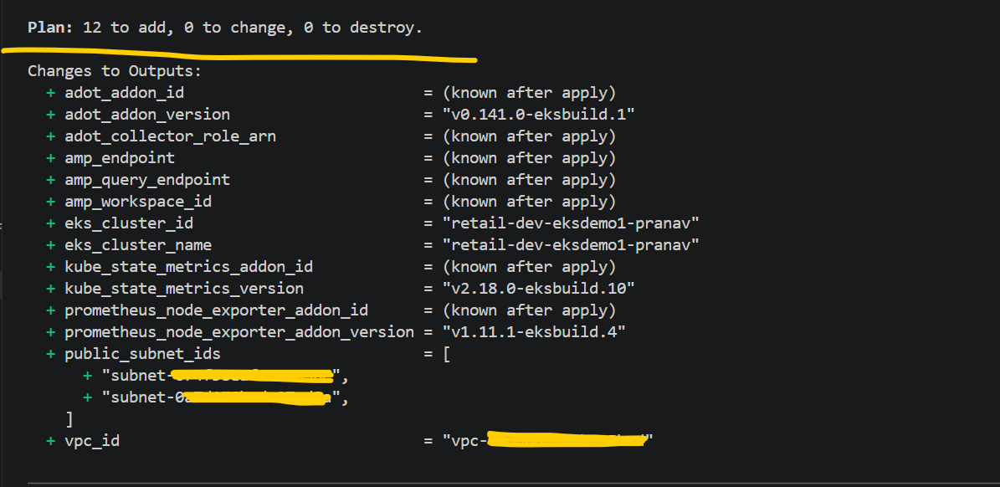 Plan: 12 to add, 0 to change, 0 to destroy.
Changes to Outputs:
+ adot_addon_id = (known after apply)
+ adot_addon_version = "v0.141.0-eksbuild.1"
+ adot_collector_role_arn = (known after apply)
+ amp_endpoint = (known after apply)
+ amp_query_endpoint = (known after apply)
+ amp_workspace_id = (known after apply)
+ eks_cluster_id = "retail-dev-eksdemo1-pranav"
+ eks_cluster_name = "retail-dev-eksdemo1-pranav"
+ kube_state_metrics_addon_id = (known after apply)
+ kube_state_metrics_version = "v2.18.0-eksbuild.10"
+ prometheus_node_exporter_addon_id = (known after apply)
+ prometheus_node_exporter_addon_version = "v1.11.1-eksbuild.4"
+ public_subnet_ids = [
+ "subnet-",
+ "subnet-0",
]
+ vpc_id = "vpc-"